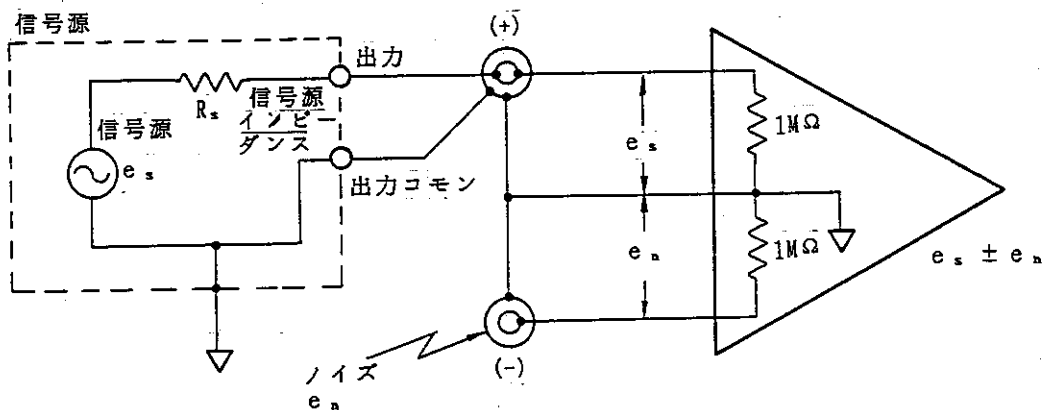 信号源
(+)
出力
Rs
信号源
インピー
ダンス
信号源
es
出力コモン
es
1MΩ
en
1MΩ
es ± en
(-)
ノイズ
en